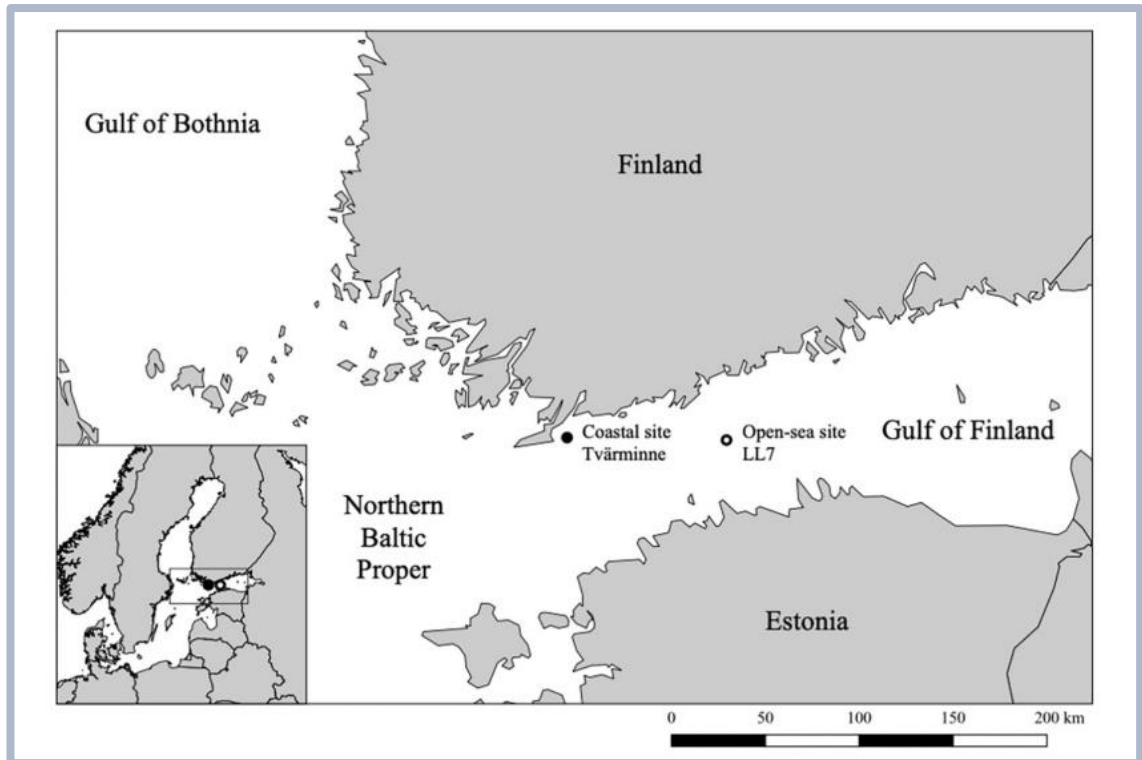 Gulf of Bothnia
Finland
Coastal site
Tvärminne
Open-sea site
LL7
Gulf of Finland
Northern
Baltic
Proper
Estonia
0 50 100 150 200 km